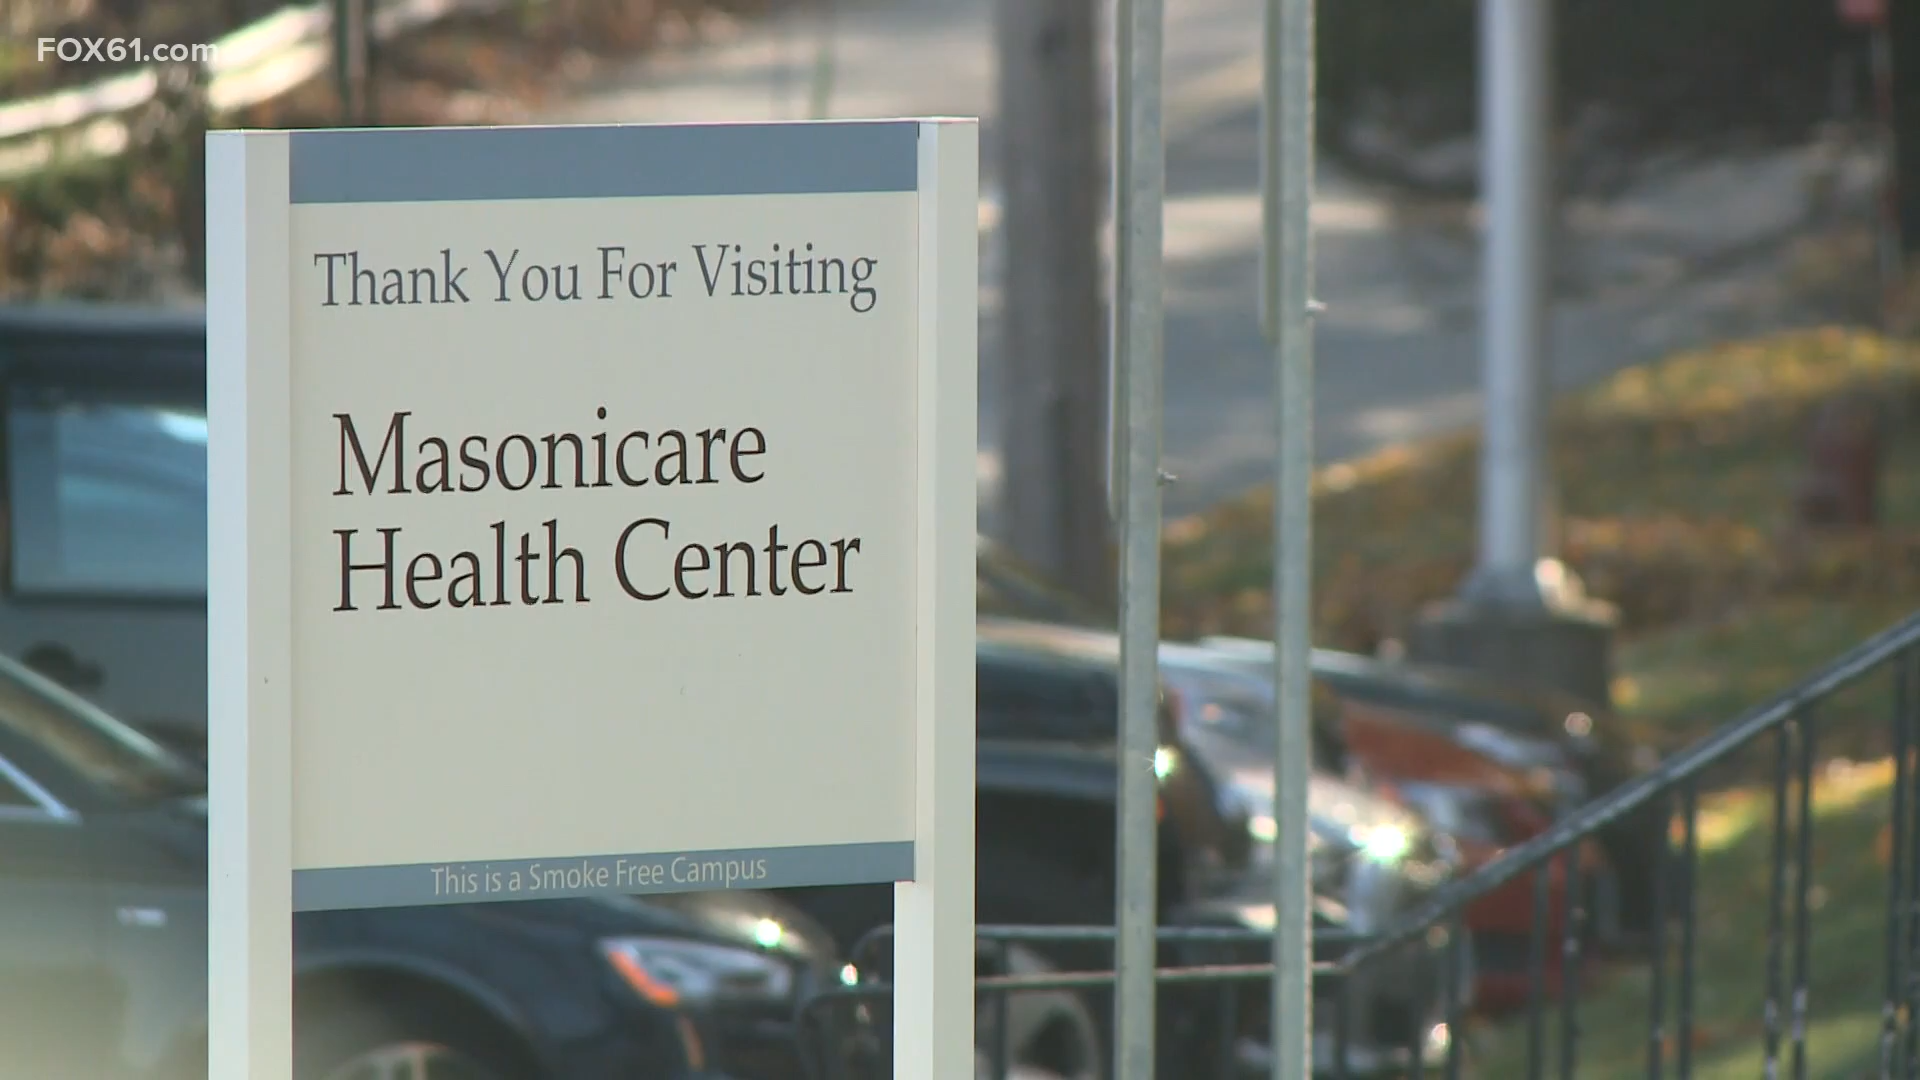 FOX61.com
Thank You For Visiting
Masonicare
Health Center
This is a Smoke Free Campus